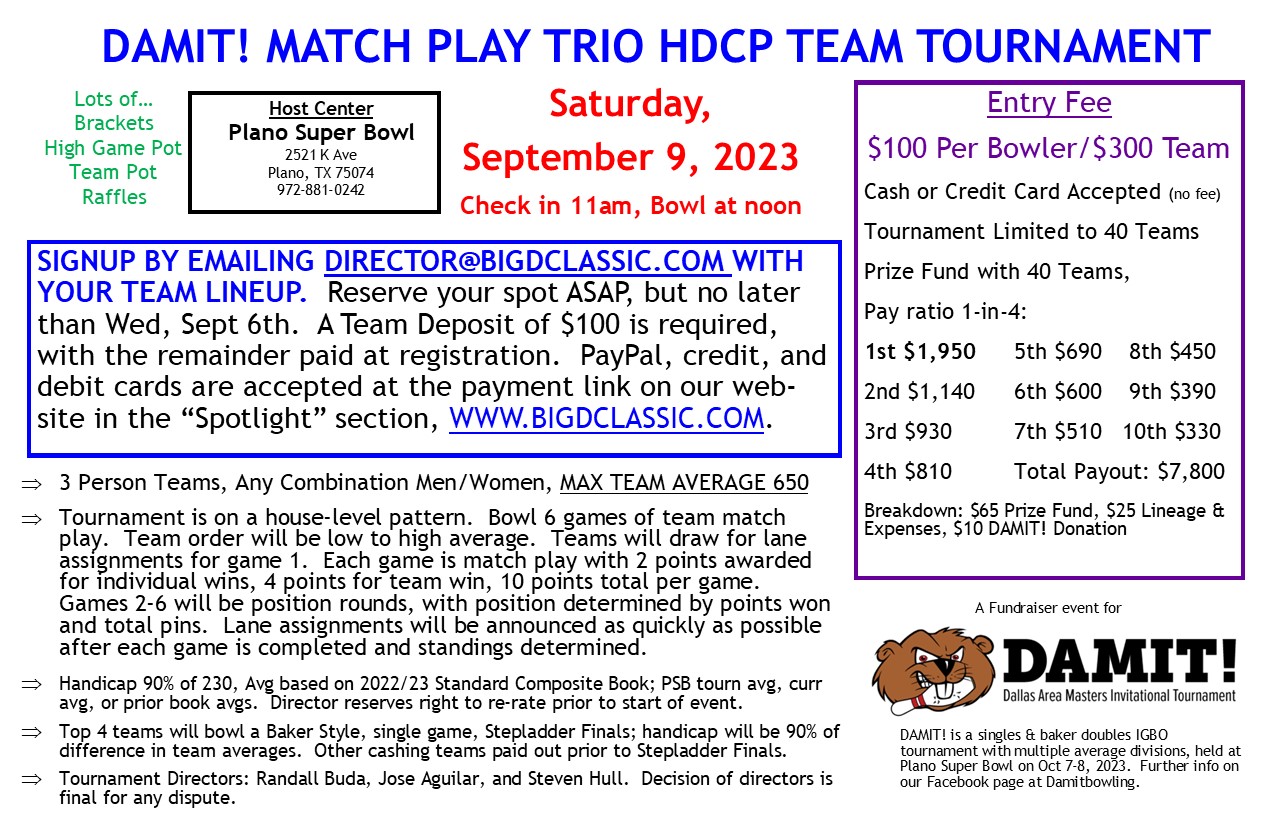 DAMIT! MATCH PLAY TRIO HDCP TEAM TOURNAMENT
Lots of...
Brackets
High Game Pot
Team Pot
Raffles
Host Center
Plano Super Bowl
2521 K Ave
Plano, TX 75074
972-881-0242
Saturday,
September 9, 2023
Check in 11am, Bowl at noon
Entry Fee
$100 Per Bowler/$300 Team
Cash or Credit Card Accepted (no fee)
Tournament Limited to 40 Teams
Prize Fund with 40 Teams,
Pay ratio 1-in-4:
1st $1,950 5th $690 8th $450
2nd $1,140 6th $600 9th $390
3rd $930 7th $510 10th $330
4th $810 Total Payout: $7,800
Breakdown: $65 Prize Fund, $25 Lineage &
Expenses, $10 DAMIT! Donation
SIGNUP BY EMAILING DIRECTOR@BIGDCLASSIC.COM WITH
YOUR TEAM LINEUP. Reserve your spot ASAP, but no later
than Wed, Sept 6th. A Team Deposit of $100 is required,
with the remainder paid at registration. PayPal, credit, and
debit cards are accepted at the payment link on our web-
site in the “Spotlight” section, WWW.BIGDCLASSIC.COM.
⇒ 3 Person Teams, Any Combination Men/Women, MAX TEAM AVERAGE 650
⇒ Tournament is on a house-level pattern. Bowl 6 games of team match
play. Team order will be low to high average. Teams will draw for lane
assignments for game 1. Each game is match play with 2 points awarded
for individual wins, 4 points for team win, 10 points total per game.
Games 2-6 will be position rounds, with position determined by points won
and total pins. Lane assignments will be announced as quickly as possible
after each game is completed and standings determined.
⇒ Handicap 90% of 230, Avg based on 2022/23 Standard Composite Book; PSB tourn avg, curr
avg, or prior book avgs. Director reserves right to re-rate prior to start of event.
⇒ Top 4 teams will bowl a Baker Style, single game, Stepladder Finals; handicap will be 90% of
difference in team averages. Other cashing teams paid out prior to Stepladder Finals.
⇒ Tournament Directors: Randall Buda, Jose Aguilar, and Steven Hull. Decision of directors is
final for any dispute.
A Fundraiser event for
DAMIT!
Dallas Area Masters Invitational Tournament
DAMIT! is a singles & baker doubles IGBO
tournament with multiple average divisions, held at
Plano Super Bowl on Oct 7-8, 2023. Further info on
our Facebook page at Damitbowling.